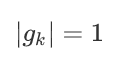 |g_k| = 1